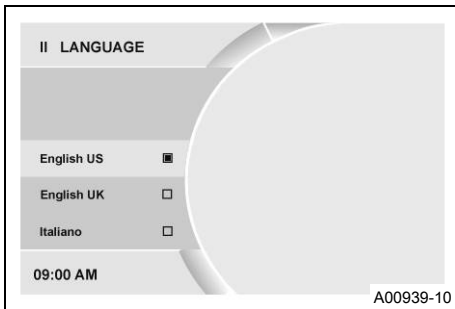 II LANGUAGE
English US
English UK
Italiano
09:00 AM
A00939-10